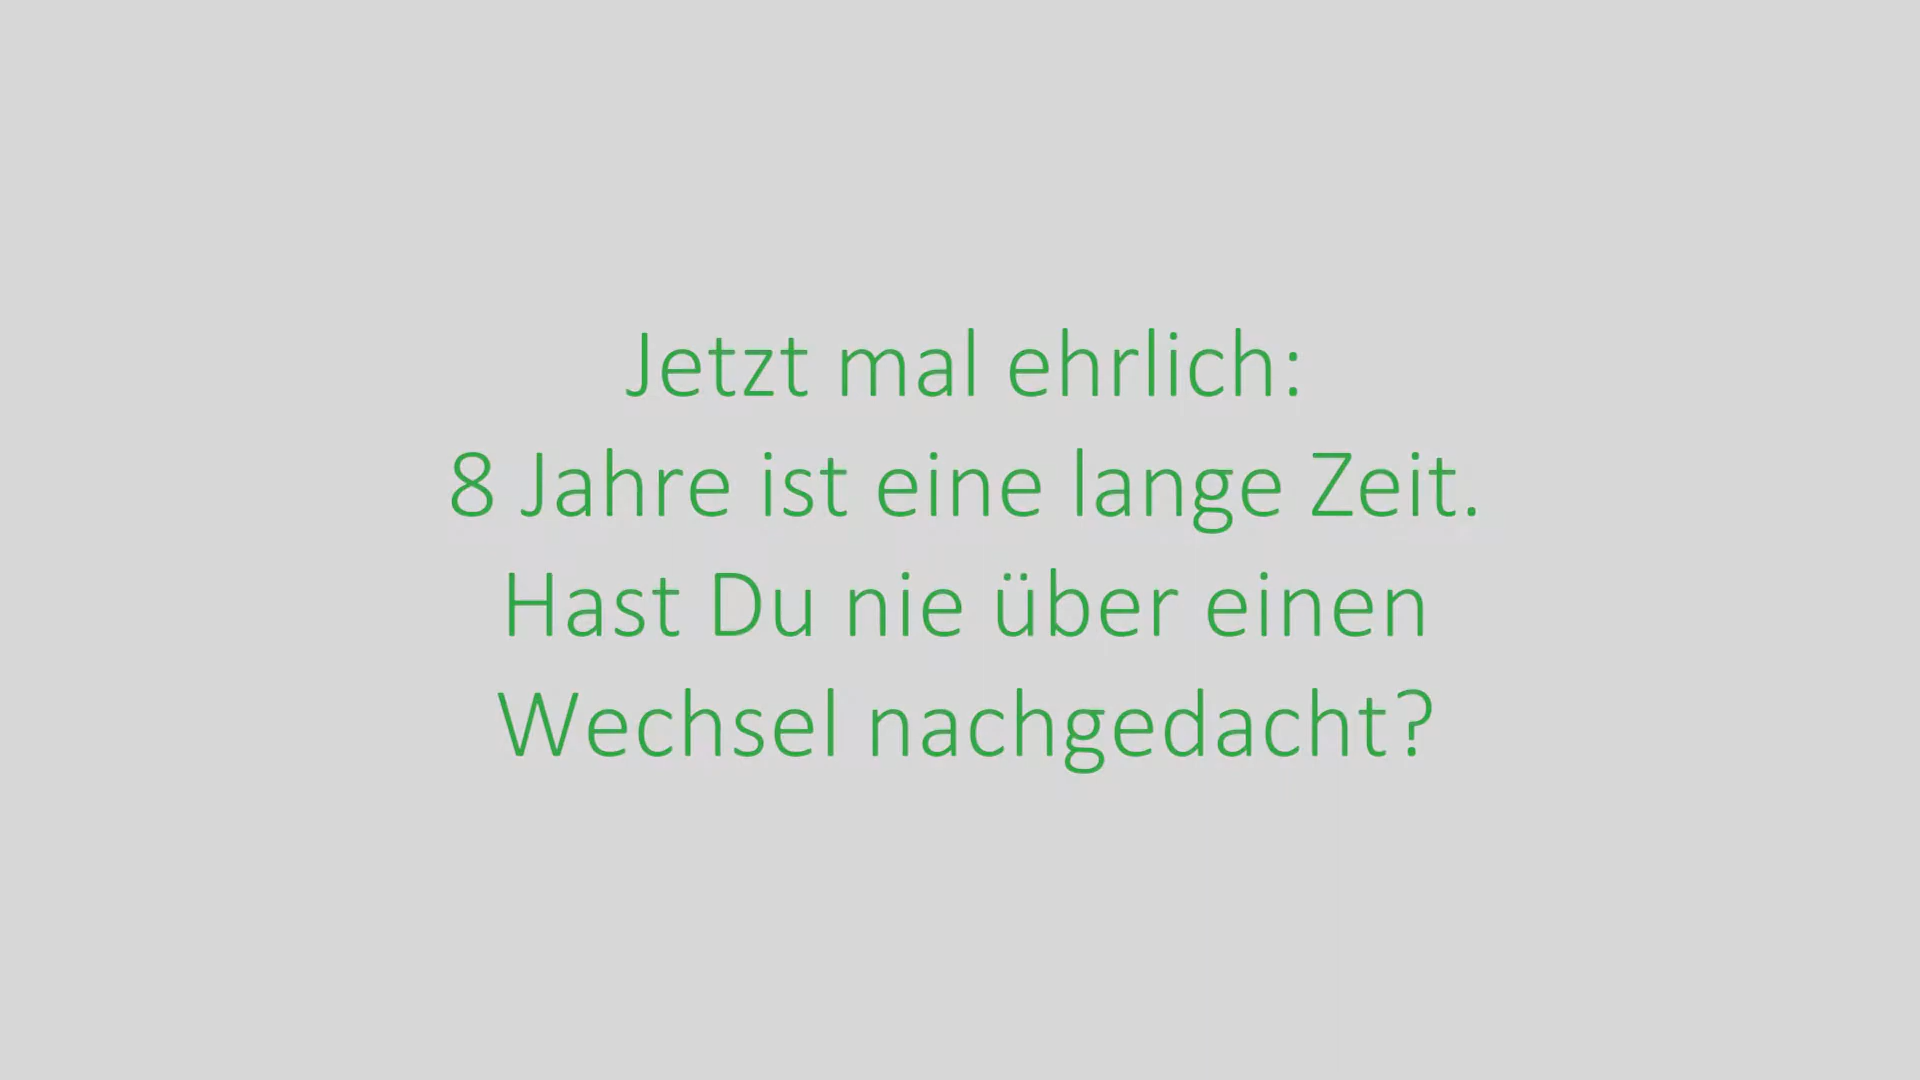 Jetzt mal ehrlich:
8 Jahre ist eine lange Zeit.
Hast Du nie über einen
Wechsel nachgedacht?